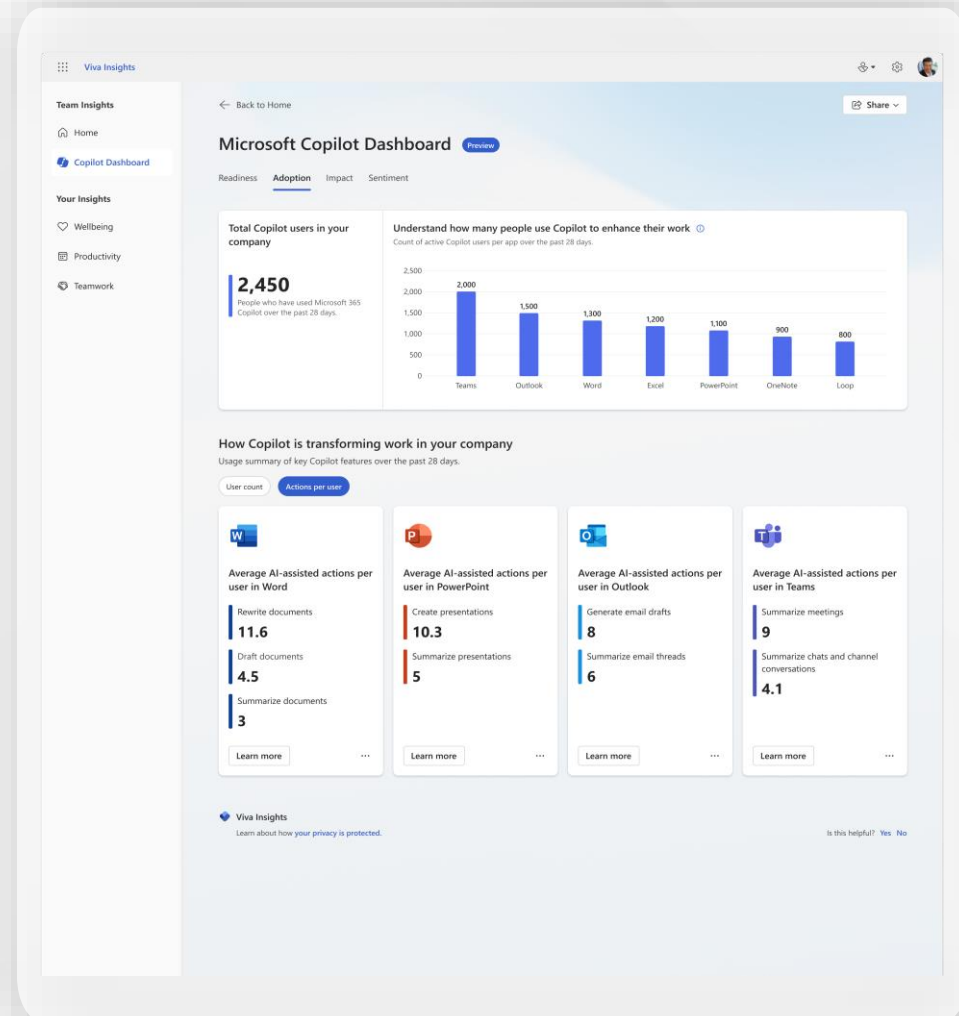 Viva Insights
Team Insights
Home
Copilot Dashboard
Your Insights
Wellbeing
Productivity
Teamwork
Back to Home
Share
Microsoft Copilot Dashboard
Preview
Readiness Adoption Impact Sentiment
Total Copilot users in your
company
2,450
People who have used Microsoft 365
Copilot over the past 28 days.
Understand how many people use Copilot to enhance their work
Count of active Copilot users per app over the past 28 days.
2,500
2,000
1,500
1,000
500
0
2,000
1,500
1,300
1,200
1,100
900
800
Teams Outlook Word Excel PowerPoint OneNote Loop
How Copilot is transforming work in your company
Usage summary of key Copilot features over the past 28 days.
User count Actions per user
W
Average AI-assisted actions per
user in Word
Rewrite documents
11.6
Draft documents
4.5
Summarize documents
3
Learn more
P
Average AI-assisted actions per
user in PowerPoint
Create presentations
10.3
Summarize presentations
5
Learn more
O
Average AI-assisted actions per
user in Outlook
Generate email drafts
8
Summarize email threads
6
Learn more
T
Average AI-assisted actions per
user in Teams
Summarize meetings
9
Summarize chats and channel
conversations
4.1
Learn more
Viva Insights
Learn about how your privacy is protected.
Is this helpful? Yes No